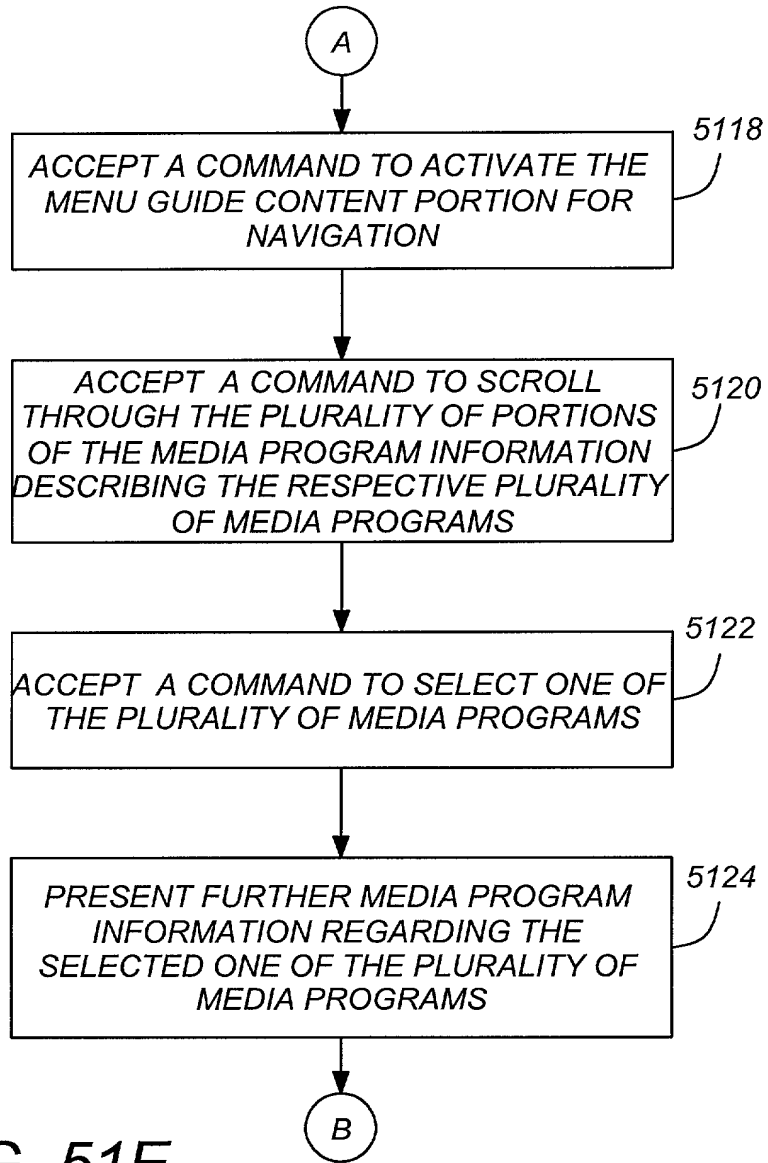 A
5118
ACCEPT A COMMAND TO ACTIVATE THE
MENU GUIDE CONTENT PORTION FOR
NAVIGATION
5120
ACCEPT A COMMAND TO SCROLL
THROUGH THE PLURALITY OF PORTIONS
OF THE MEDIA PROGRAM INFORMATION
DESCRIBING THE RESPECTIVE PLURALITY
OF MEDIA PROGRAMS
5122
ACCEPT A COMMAND TO SELECT ONE OF
THE PLURALITY OF MEDIA PROGRAMS
5124
PRESENT FURTHER MEDIA PROGRAM
INFORMATION REGARDING THE
SELECTED ONE OF THE PLURALITY OF
MEDIA PROGRAMS
B